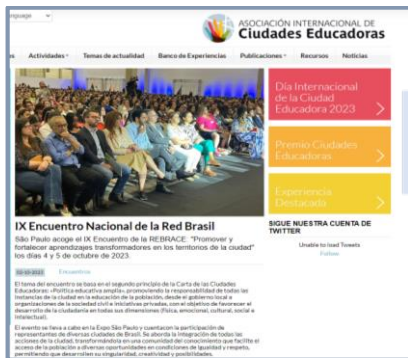 nguage
ASOCIACIÓN INTERNACIONAL DE
Ciudades Educadoras
os Actividades Temas de actualidad Banco de Experiencias Publicaciones Recursos Noticias
Día Internacional
de la Ciudad
Educadora 2023
Premio Ciudades
Educadoras
Experiencia
Destacada
IX Encuentro Nacional de la Red Brasil
São Paulo acoge el IX Encuentro de la REBRACE: "Promover y
fortalecer aprendizajes transformadores en los territorios de la ciudad"
los días 4 y 5 de octubre de 2023.
SIGUE NUESTRA CUENTA DE
TWITTER
Unable to load Tweets
Follow
02-10-2023 Encuentros
El tema del encuentro se basa en el segundo principio de la Carta de las Ciudades
Educadoras: «Política educativa amplia», promoviendo la responsabilidad de todas las
instancias de la ciudad en la educación de la población, desde el gobierno local a
organizaciones de la sociedad civil e iniciativas privadas, con el objetivo de favorecer el
desarrollo de la ciudadanía en todas sus dimensiones (física, emocional, cultural, social e
intelectual).
El evento se lleva a cabo en la Expo São Paulo y cuenta con la participación de
representantes de diversas ciudades de Brasil. Se aborda la integración de todas las
acciones de la ciudad, transformándola en una comunidad del conocimiento que facilite el
acceso de la población a diversas oportunidades en condiciones de igualdad y respeto,
permitiendo que desarrollen su singularidad, creatividad y posibilidades.